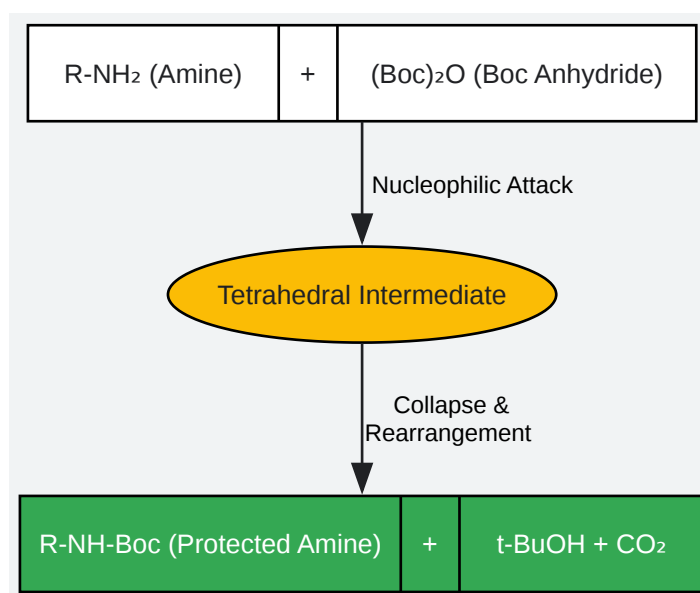 R-NH₂ (Amine) + (Boc)₂O (Boc Anhydride)
Nucleophilic Attack
Tetrahedral Intermediate
Collapse &
Rearrangement
R-NH-Boc (Protected Amine) + t-BuOH + CO₂